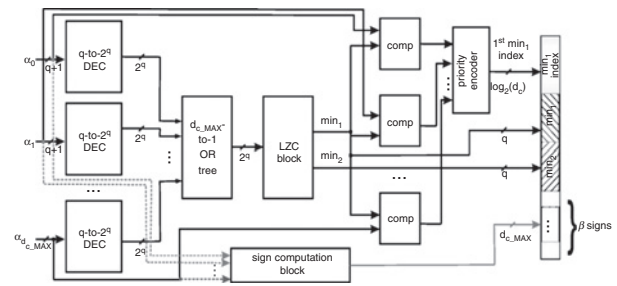 α0 q+1 q-to-2q DEC 2q
α1 q+1 q-to-2q DEC 2q
...
αdc_MAX q-to-2q DEC 2q
dc_MAX-
to-1
OR
tree
2q
LZC
block
min1
min2
comp
comp
...
comp
priority
encoder
1st min1
index
log2(dc)
q
q
min1
index
min1
min2
...
β signs
sign computation
block
dc_MAX